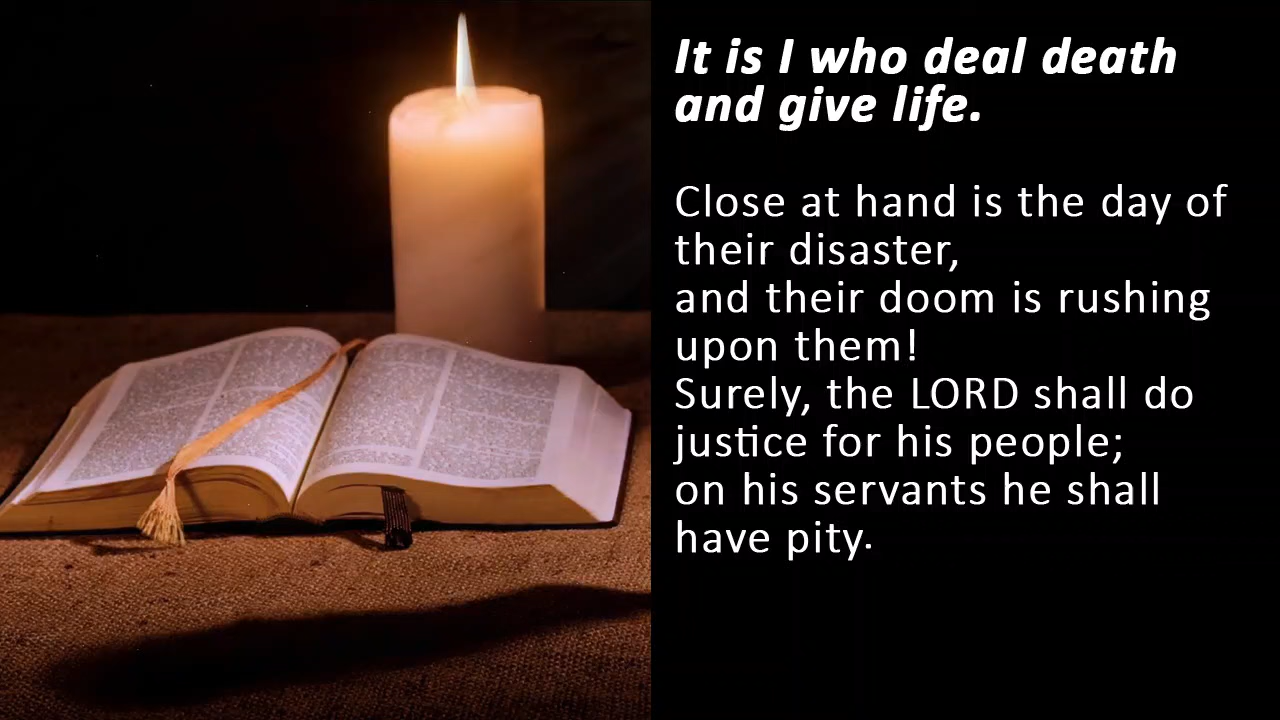 It is I who deal death
and give life.
Close at hand is the day of
their disaster,
and their doom is rushing
upon them!
Surely, the LORD shall do
justice for his people;
on his servants he shall
have pity.